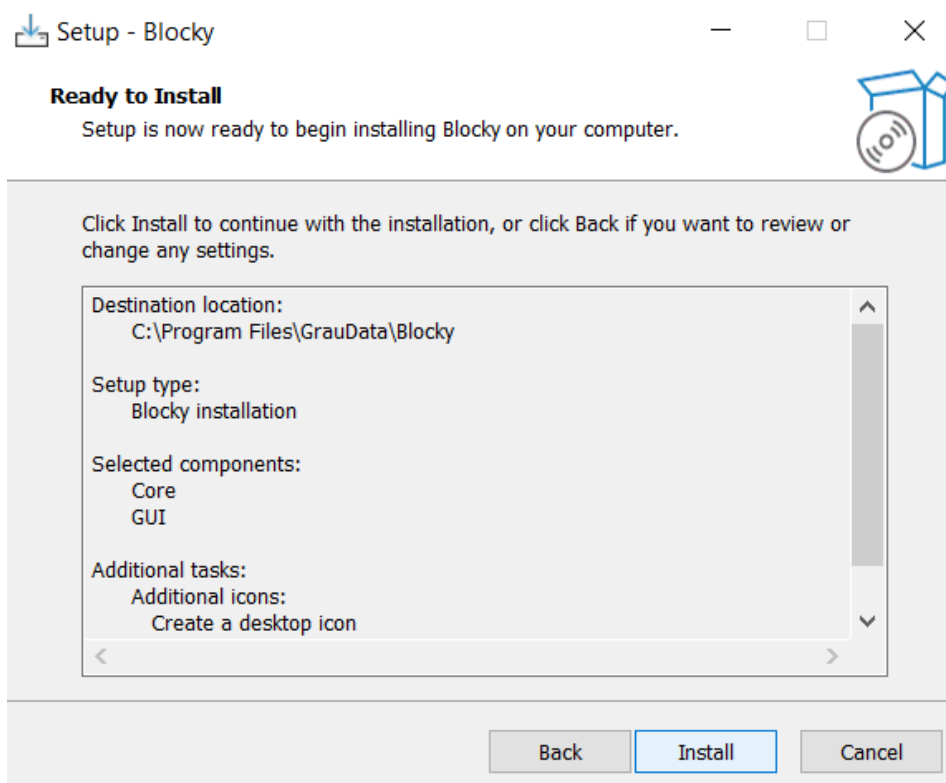 Setup - Blocky
Ready to Install
Setup is now ready to begin installing Blocky on your computer.
Click Install to continue with the installation, or click Back if you want to review or
change any settings.
Destination location:
C:\Program Files\GrauData\Blocky
Setup type:
Blocky installation
Selected components:
Core
GUI
Additional tasks:
Additional icons:
Create a desktop icon
Back
Install
Cancel